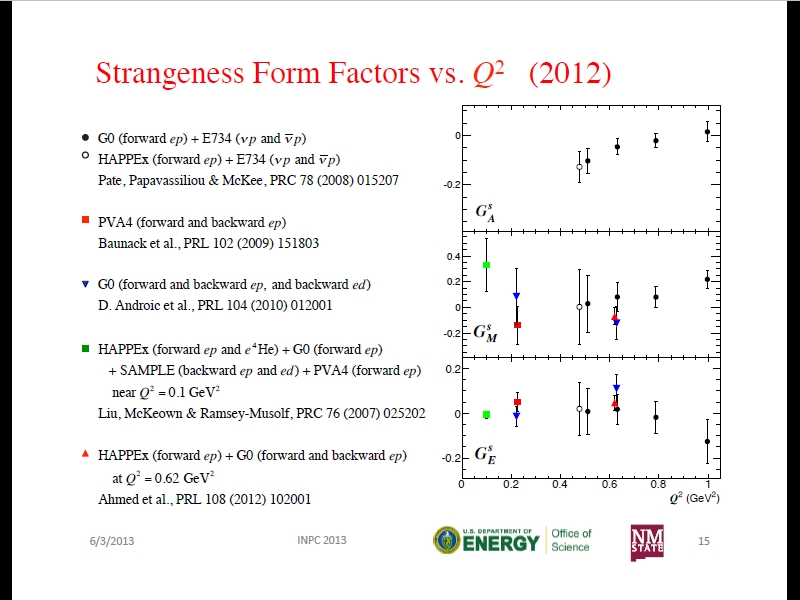 Strangeness Form Factors vs. Q² (2012)
G0 (forward ep) + E734 (νp and ν̅p)
HAPPEx (forward ep) + E734 (νp and ν̅p)
Pate, Papavassiliou & McKee, PRC 78 (2008) 015207
PVA4 (forward and backward ep)
Baunack et al., PRL 102 (2009) 151803
G0 (forward and backward ep, and backward ed)
D. Androic et al., PRL 104 (2010) 012001
HAPPEx (forward ep and e⁴He) + G0 (forward ep)
+ SAMPLE (backward ep and ed) + PVA4 (forward ep)
near Q² = 0.1 GeV²
Liu, McKeown & Ramsey-Musolf, PRC 76 (2007) 025202
HAPPEx (forward ep) + G0 (forward and backward ep)
at Q² = 0.62 GeV²
Ahmed et al., PRL 108 (2012) 102001
0
-0.2
G_A^s
0.4
0.2
0
-0.2
G_M^s
0.2
0
-0.2
G_E^s
0 0.2 0.4 0.6 0.8 1
Q² (GeV²)
6/3/2013
INPC 2013
U.S. DEPARTMENT OF
ENERGY
Office of
Science
NM
STATE
15